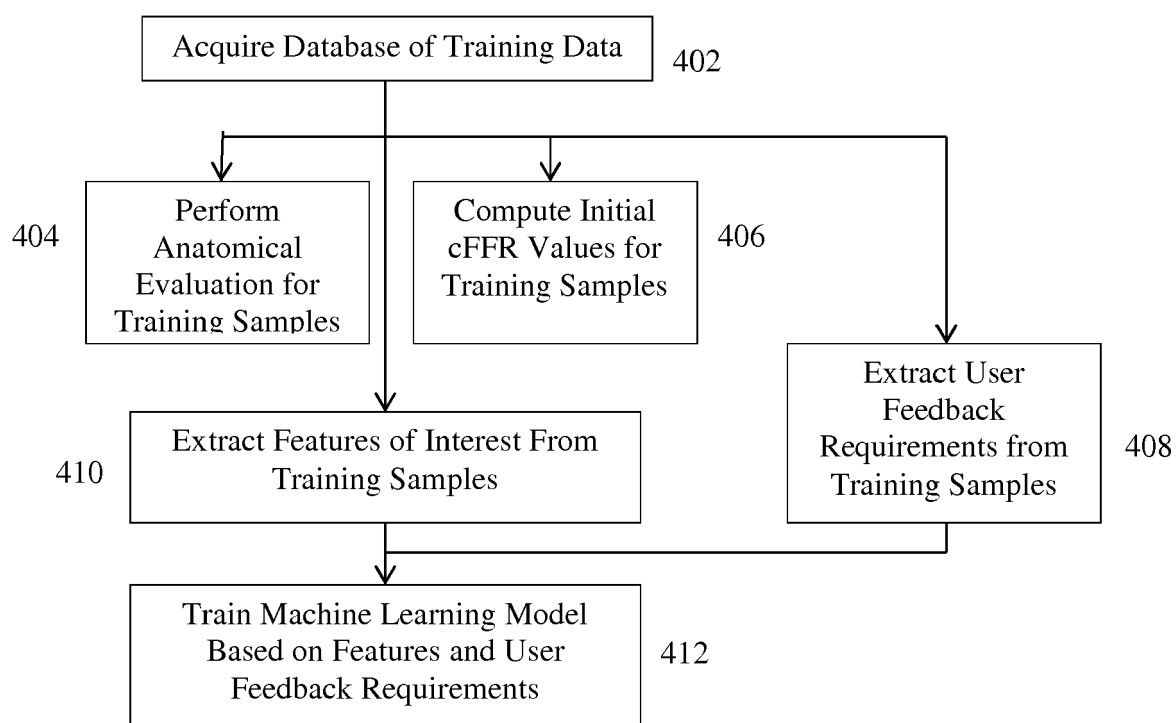 Acquire Database of Training Data
402
404
Perform
Anatomical
Evaluation for
Training Samples
Compute Initial
cFFR Values for
Training Samples
406
Extract User
Feedback
Requirements from
Training Samples
408
410
Extract Features of Interest From
Training Samples
Train Machine Learning Model
Based on Features and User
Feedback Requirements
412